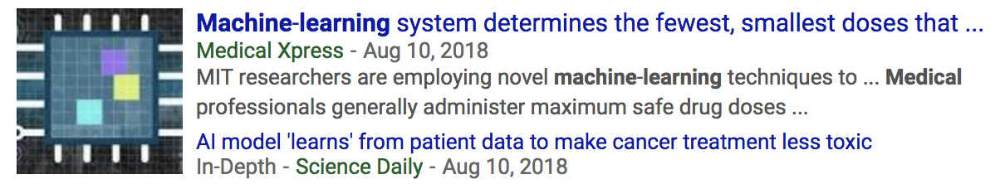 Machine-learning system determines the fewest, smallest doses that ...
Medical Xpress - Aug 10, 2018
MIT researchers are employing novel machine-learning techniques to ... Medical
professionals generally administer maximum safe drug doses ...
AI model 'learns' from patient data to make cancer treatment less toxic
In-Depth - Science Daily - Aug 10, 2018